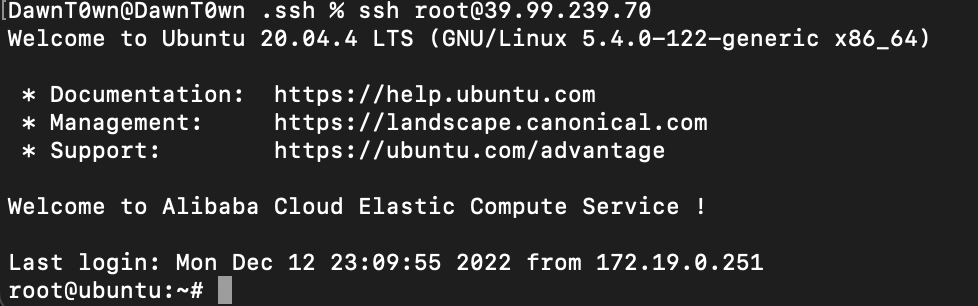 [DawnT0wn@DawnT0wn .ssh % ssh root@39.99.239.70
Welcome to Ubuntu 20.04.4 LTS (GNU/Linux 5.4.0-122-generic x86_64)
* Documentation:  https://help.ubuntu.com
* Management:     https://landscape.canonical.com
* Support:        https://ubuntu.com/advantage
Welcome to Alibaba Cloud Elastic Compute Service !
Last login: Mon Dec 12 23:09:55 2022 from 172.19.0.251
root@ubuntu:~#